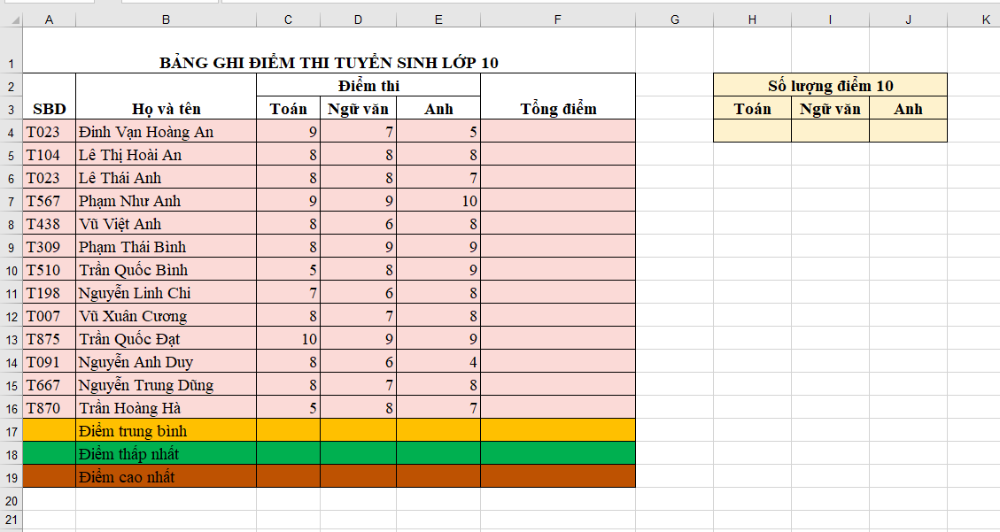 A B C D E F G H I J K
1 BẢNG GHI ĐIỂM THI TUYỂN SINH LỚP 10
2 Điểm thi Số lượng điểm 10
3 SBD Họ và tên Toán Ngữ văn Anh Tổng điểm Toán Ngữ văn Anh
4 T023 Đinh Vạn Hoàng An 9 7 5
5 T104 Lê Thị Hoài An 8 8 8
6 T023 Lê Thái Anh 8 8 7
7 T567 Phạm Như Anh 9 9 10
8 T438 Vũ Việt Anh 8 6 8
9 T309 Phạm Thái Bình 8 9 9
10 T510 Trần Quốc Bình 5 8 9
11 T198 Nguyễn Linh Chi 7 6 8
12 T007 Vũ Xuân Cương 8 7 8
13 T875 Trần Quốc Đạt 10 9 9
14 T091 Nguyễn Anh Duy 8 6 4
15 T667 Nguyễn Trung Dũng 8 7 8
16 T870 Trần Hoàng Hà 5 8 7
17 Điểm trung bình
18 Điểm thấp nhất
19 Điểm cao nhất
20
21